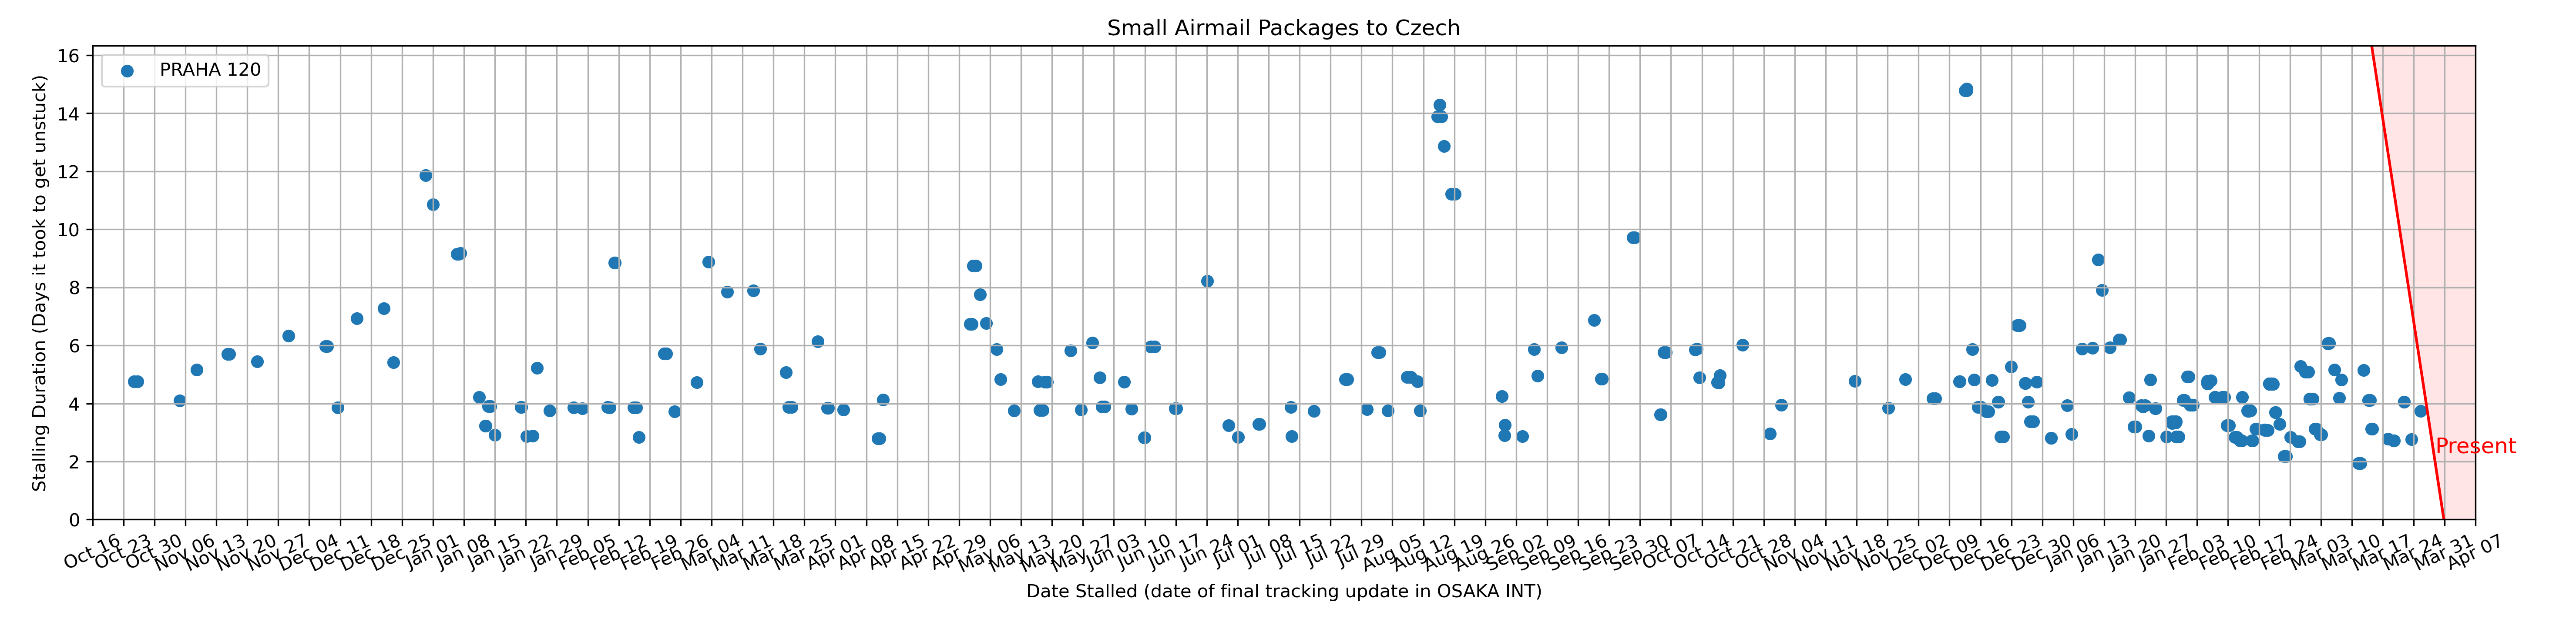 Small Airmail Packages to Czech
PRAHA 120
Stalling Duration (Days it took to get unstuck)
16
14
12
10
8
6
4
2
0
Present
Oct 16 Oct 23 Oct 30 Nov 06 Nov 13 Nov 20 Nov 27 Dec 04 Dec 11 Dec 18 Dec 25 Jan 01 Jan 08 Jan 15 Jan 22 Jan 29 Feb 05 Feb 12 Feb 19 Feb 26 Mar 04 Mar 11 Mar 18 Mar 25 Apr 01 Apr 08 Apr 15 Apr 22 Apr 29 May 06 May 13 May 20 May 27 Jun 03 Jun 10 Jun 17 Jun 24 Jul 01 Jul 08 Jul 15 Jul 22 Jul 29 Aug 05 Aug 12 Aug 19 Aug 26 Sep 02 Sep 09 Sep 16 Sep 23 Sep 30 Oct 07 Oct 14 Oct 21 Oct 28 Nov 04 Nov 11 Nov 18 Nov 25 Dec 02 Dec 09 Dec 16 Dec 23 Dec 30 Jan 06 Jan 13 Jan 20 Jan 27 Feb 03 Feb 10 Feb 17 Feb 24 Mar 03 Mar 10 Mar 17 Mar 24 Mar 31 Apr 07
Date Stalled (date of final tracking update in OSAKA INT)